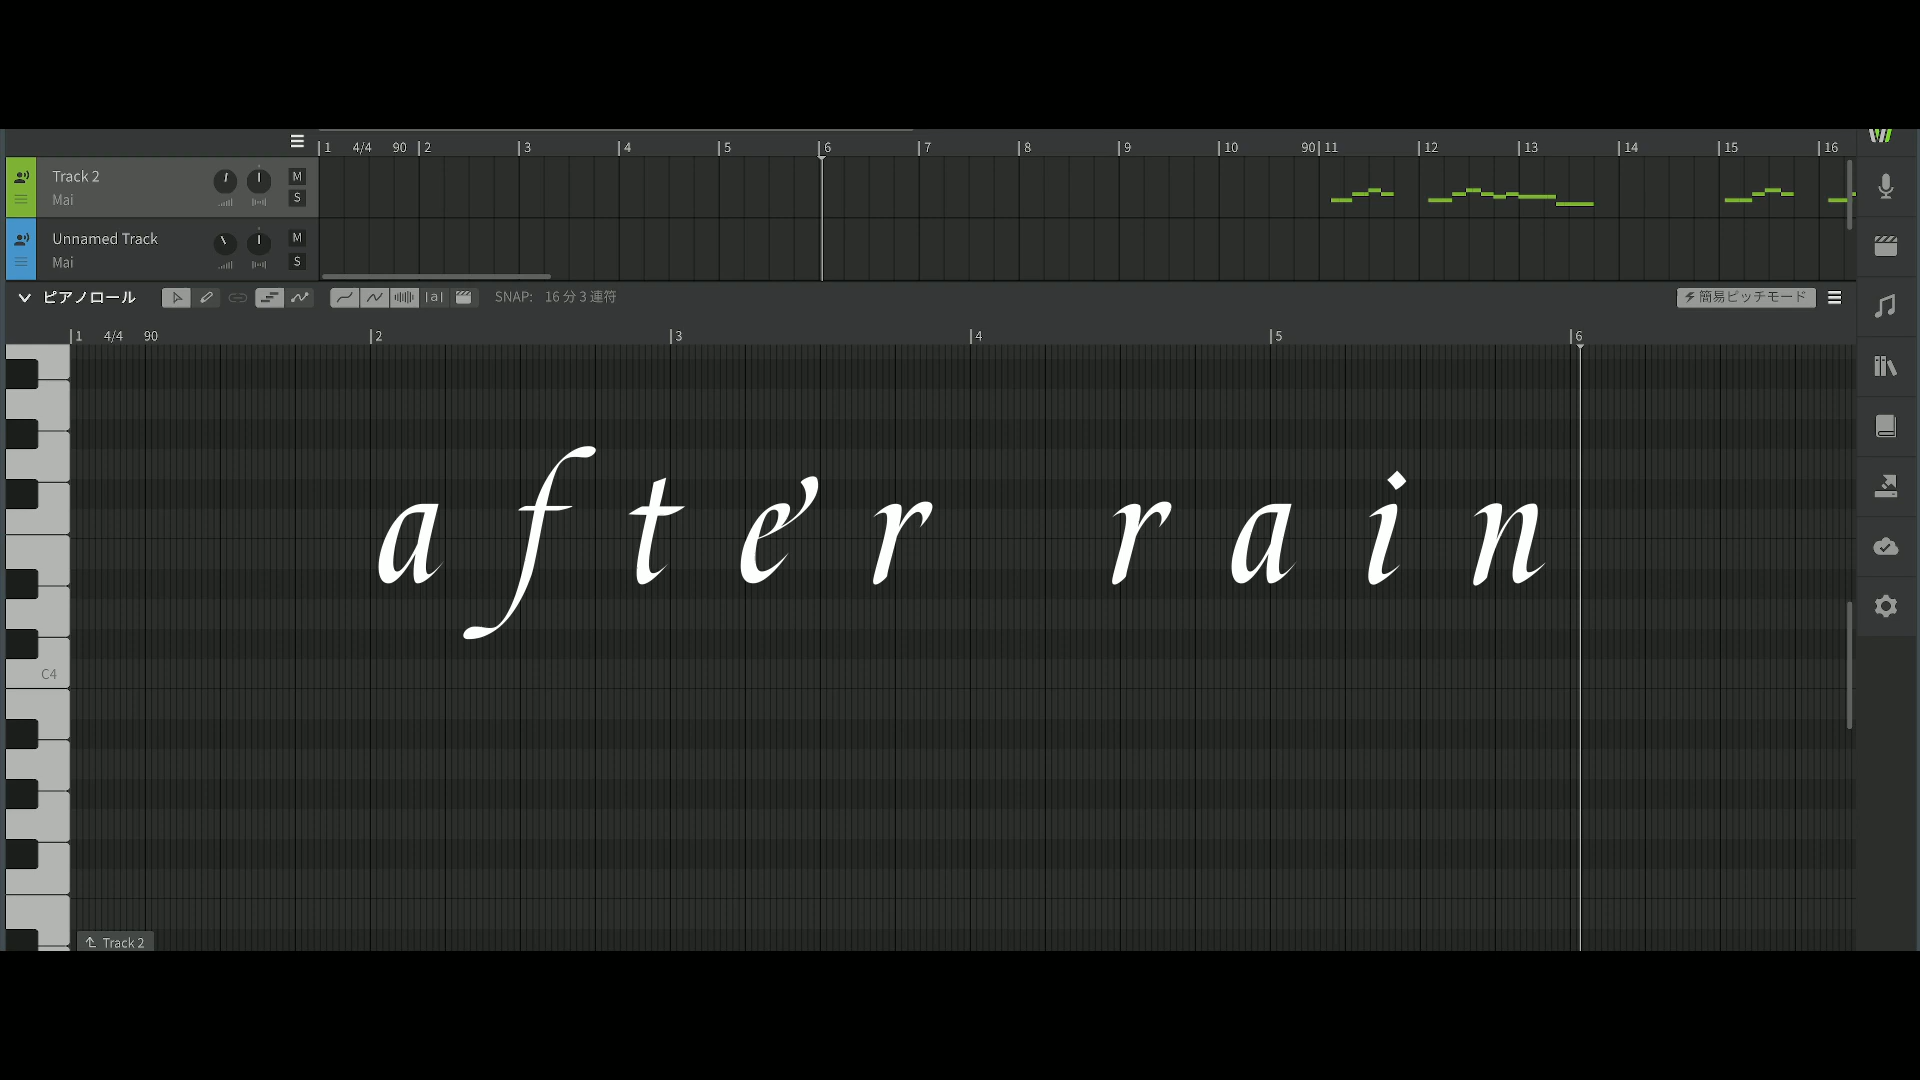 1 4/4 90 2 3 4 5 6 7 8 9 10 90 11 12 13 14 15 16
Track 2 M
Mai S
Unnamed Track M
Mai S
ピアノロール a SNAP: 16 分 3 連符 簡易ピッチモード
1 4/4 90 2 3 4 5 6
after rain
C4
Track 2